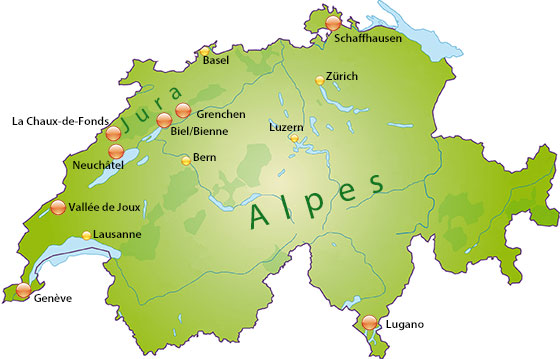 Schaffhausen
Basel
Zürich
Jura
Grenchen
La Chaux-de-Fonds
Biel/Bienne
Luzern
Neuchâtel
Bern
Alpes
Vallée de Joux
Lausanne
Genève
Lugano